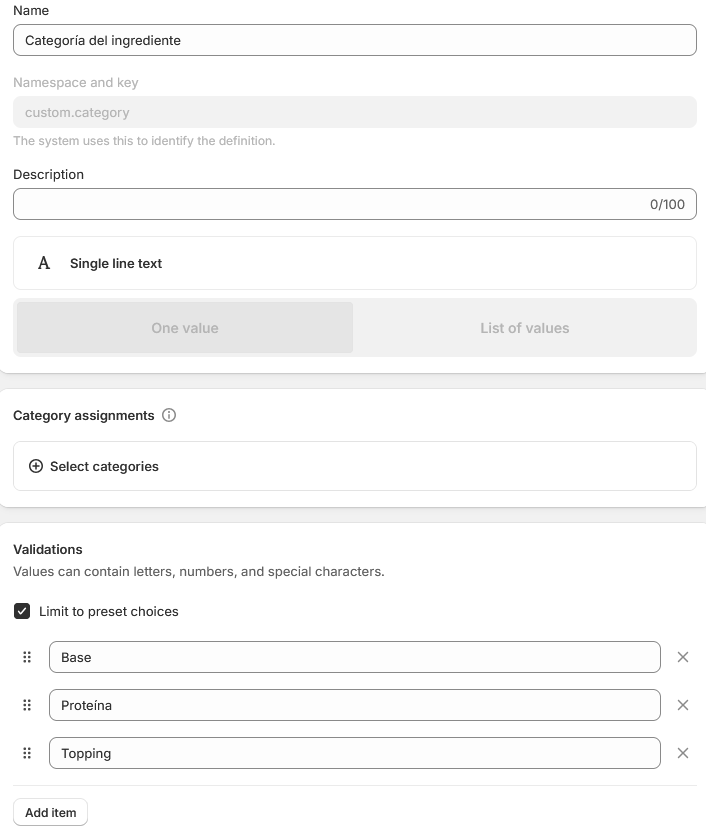 Name
Categoría del ingrediente
Namespace and key
custom.category
The system uses this to identify the definition.
Description
0/100
A Single line text
One value List of values
Category assignments
Select categories
Validations
Values can contain letters, numbers, and special characters.
Limit to preset choices
Base
Proteína
Topping
Add item